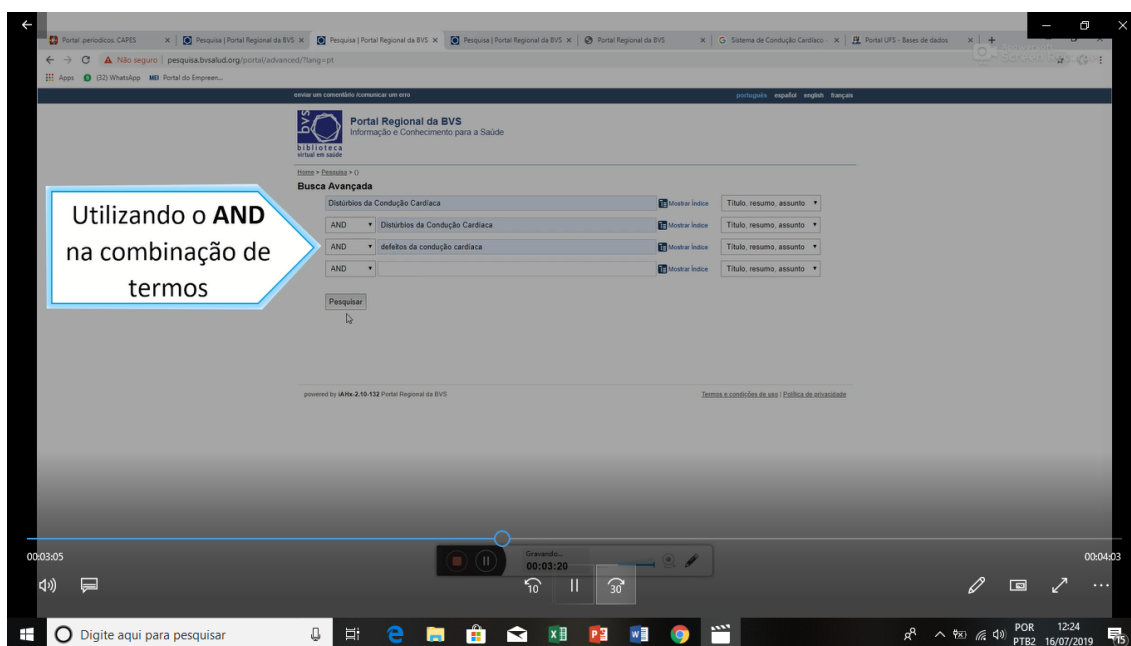 Portal .periodicos. CAPES
Pesquisa | Portal Regional da BVS
Pesquisa | Portal Regional da BVS
Pesquisa | Portal Regional da BVS
Portal Regional da BVS
Sistema de Condução Cardíaco
Portal UFS - Bases de dados
Não seguro | pesquisa.bvsalud.org/portal/advanced/?lang=pt
Apps (32) WhatsApp MEI Portal do Empreen...
enviar um comentário /comunicar um erro
português español english français
bvs
biblioteca
virtual em saúde
Portal Regional da BVS
Informação e Conhecimento para a Saúde
Home > Pesquisa > ()
Busca Avançada
Distúrbios da Condução Cardíaca Mostrar índice Título, resumo, assunto
AND Distúrbios da Condução Cardíaca Mostrar índice Título, resumo, assunto
AND defeitos da condução cardíaca Mostrar índice Título, resumo, assunto
AND Mostrar índice Título, resumo, assunto
Pesquisar
Utilizando o AND
na combinação de
termos
powered by iAHx-2.10-132 Portal Regional da BVS
Termos e condições de uso | Política de privacidade
00:03:05
Gravando...
00:03:20
00:04:03
10
30
Digite aqui para pesquisar
POR
PTB2
12:24
16/07/2019
15